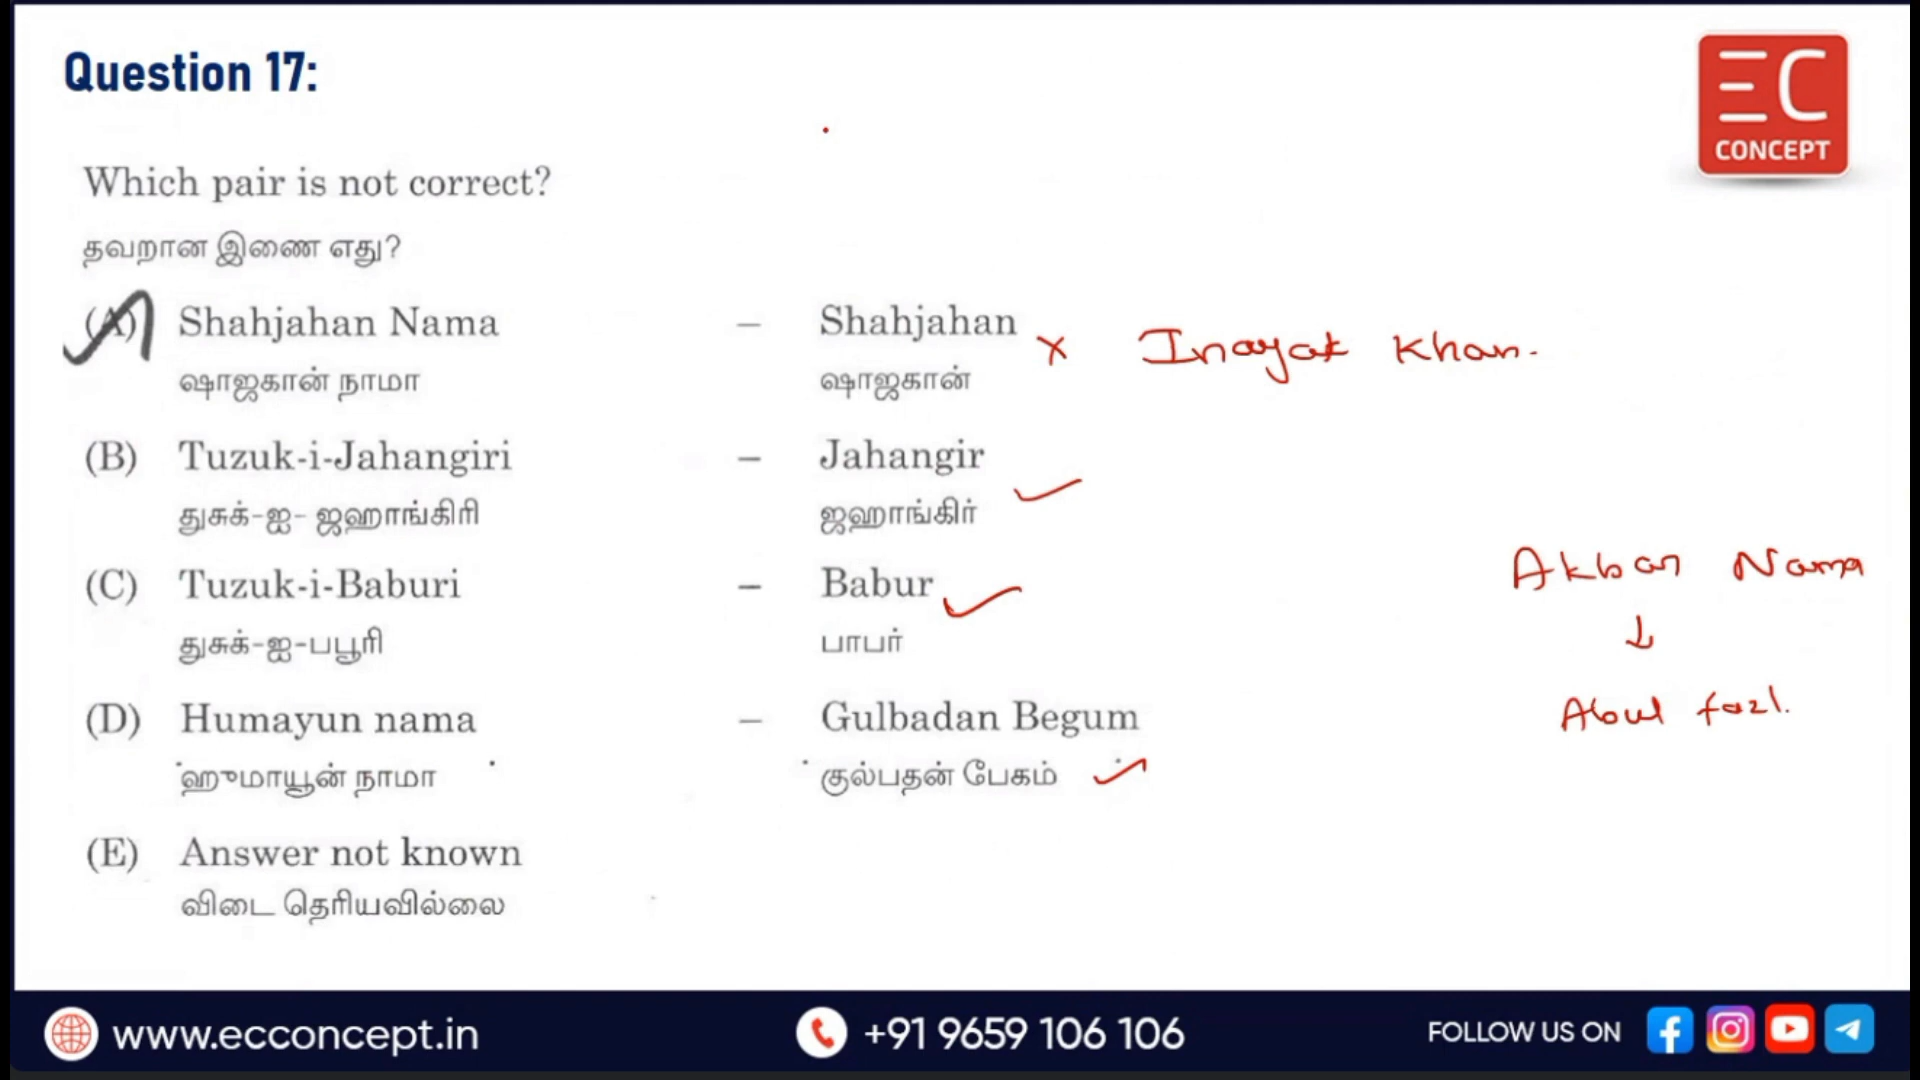 Question 17:
EC
CONCEPT
Which pair is not correct?
தவறான இணை எது?
(A) Shahjahan Nama – Shahjahan
ஷாஜகான் நாமா ஷாஜகான்
x Inayat Khan.
(B) Tuzuk-i-Jahangiri – Jahangir
துசுக்-ஐ- ஜஹாங்கிரி ஜஹாங்கிர்
(C) Tuzuk-i-Baburi – Babur
துசுக்-ஐ-பபூரி பாபர்
Akbar Nama
↓
Abul fazl.
(D) Humayun nama – Gulbadan Begum
ஹுமாயூன் நாமா குல்பதன் பேகம்
(E) Answer not known
விடை தெரியவில்லை
www.ecconcept.in +91 9659 106 106 FOLLOW US ON